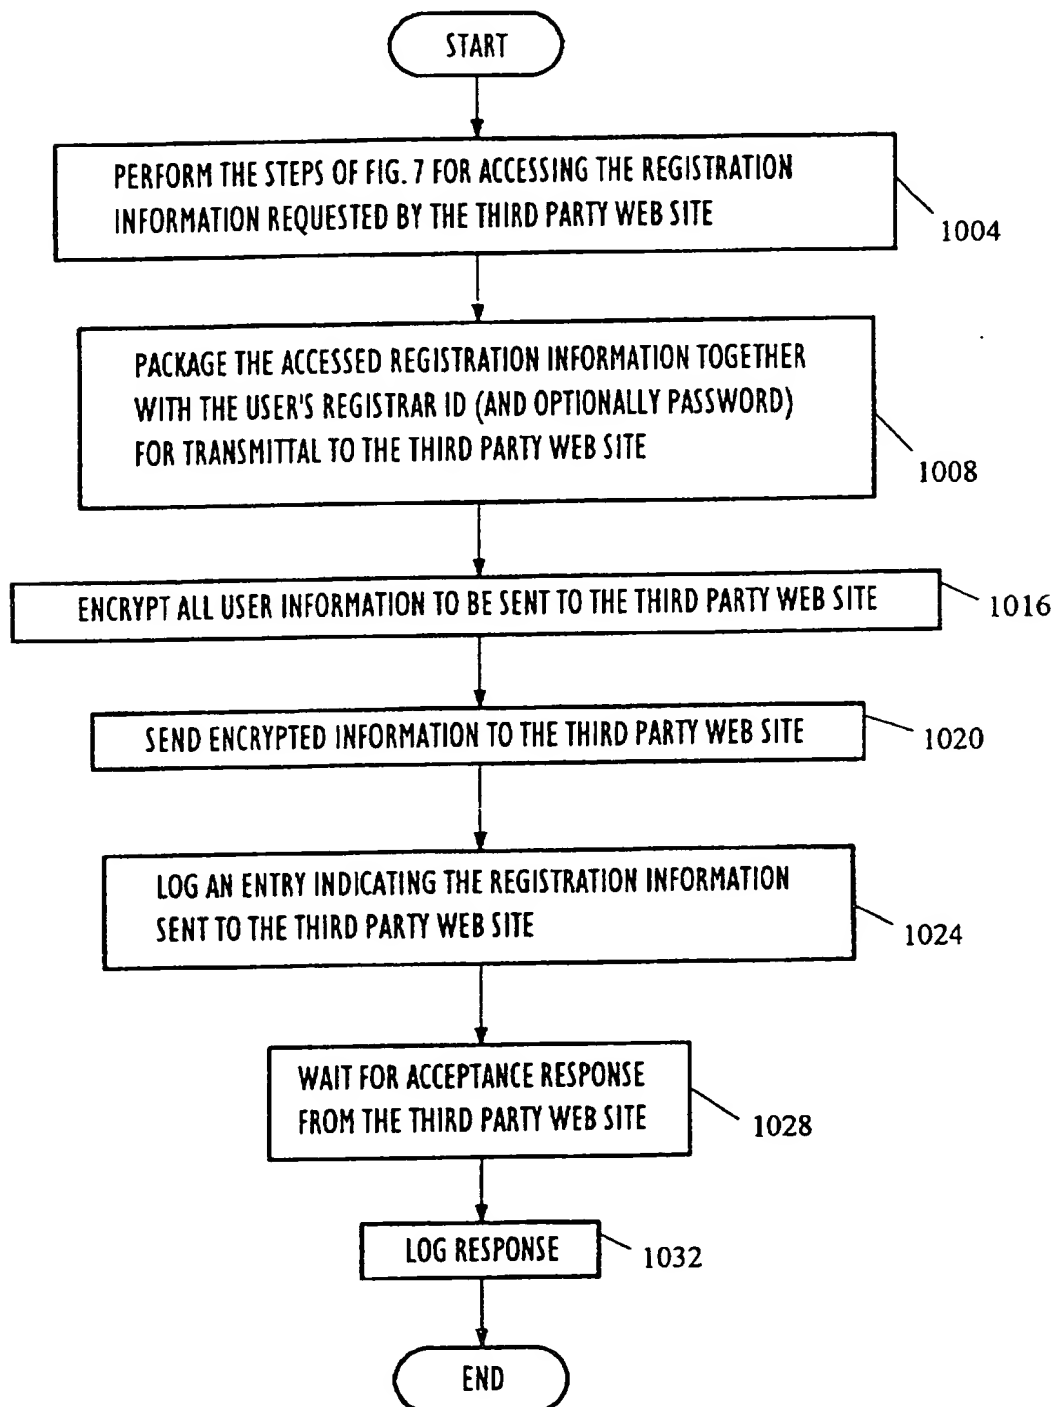 START
PERFORM THE STEPS OF FIG. 7 FOR ACCESSING THE REGISTRATION
INFORMATION REQUESTED BY THE THIRD PARTY WEB SITE
1004
PACKAGE THE ACCESSED REGISTRATION INFORMATION TOGETHER
WITH THE USER'S REGISTRAR ID (AND OPTIONALLY PASSWORD)
FOR TRANSMITTAL TO THE THIRD PARTY WEB SITE
1008
ENCRYPT ALL USER INFORMATION TO BE SENT TO THE THIRD PARTY WEB SITE
1016
SEND ENCRYPTED INFORMATION TO THE THIRD PARTY WEB SITE
1020
LOG AN ENTRY INDICATING THE REGISTRATION INFORMATION
SENT TO THE THIRD PARTY WEB SITE
1024
WAIT FOR ACCEPTANCE RESPONSE
FROM THE THIRD PARTY WEB SITE
1028
LOG RESPONSE
1032
END